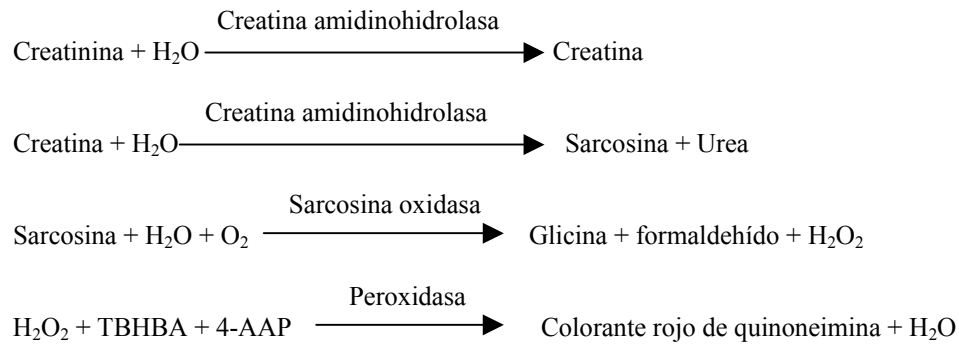 Creatina amidinohidrolasa
Creatinina + H₂O ⟶ Creatina
Creatina amidinohidrolasa
Creatina + H₂O ⟶ Sarcosina + Urea
Sarcosina oxidasa
Sarcosina + H₂O + O₂ ⟶ Glicina + formaldehído + H₂O₂
Peroxidasa
H₂O₂ + TBHBA + 4-AAP ⟶ Colorante rojo de quinoneimina + H₂O